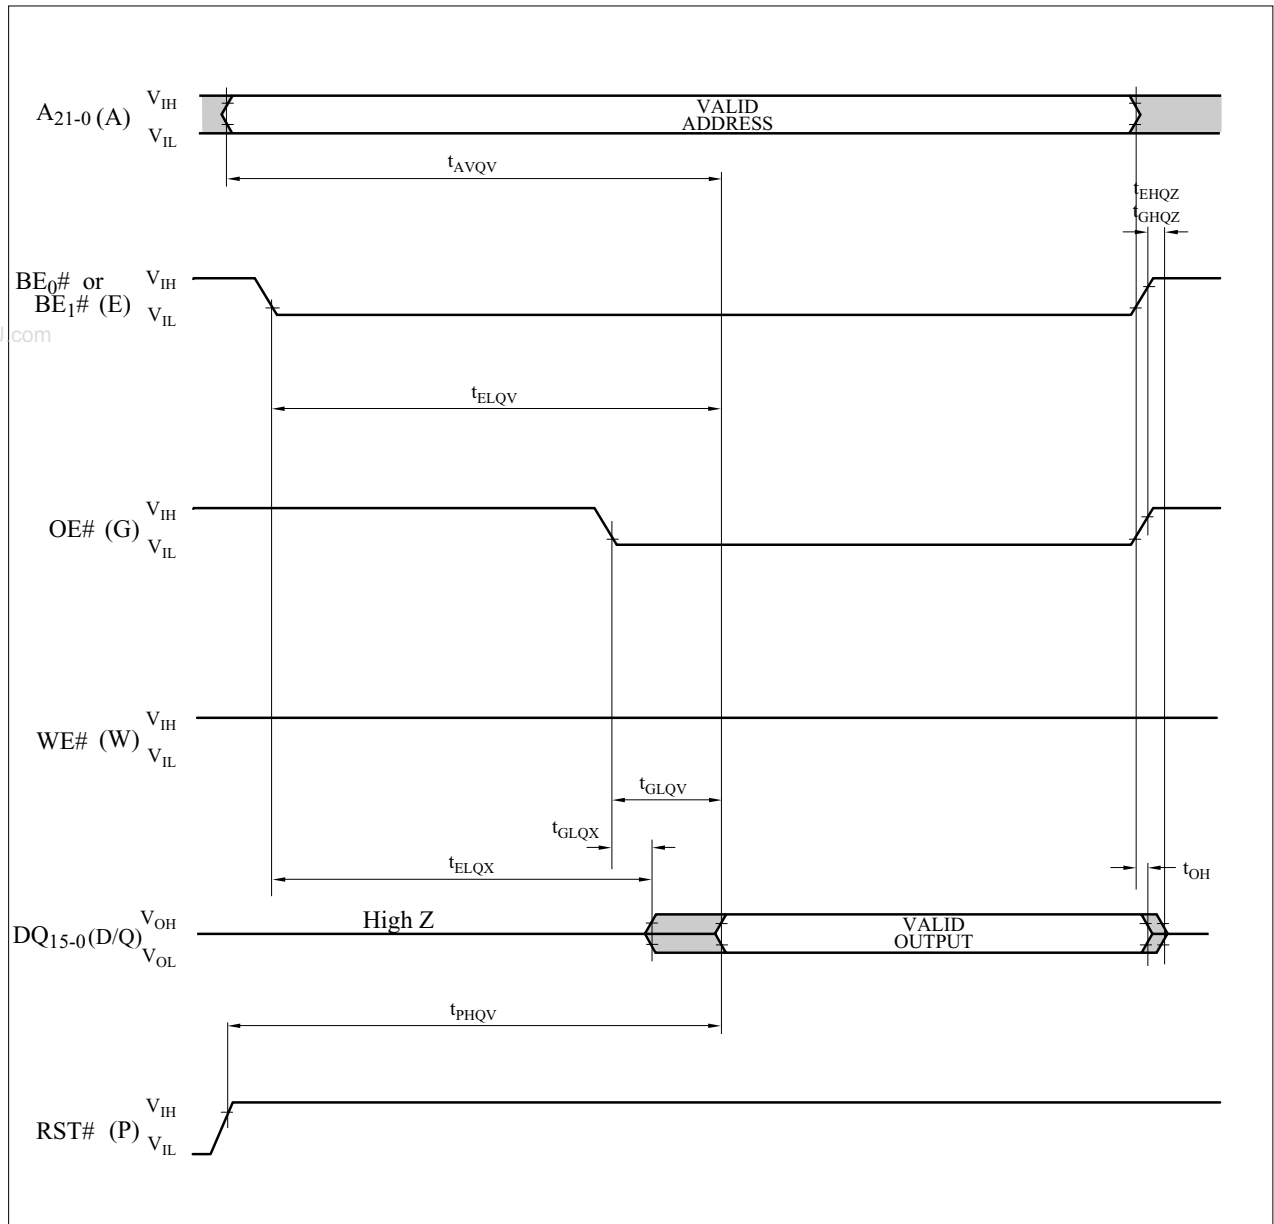 A21-0 (A) VIH
VIL
VALID
ADDRESS
tAVQV
tEHQZ
tGHQZ
BE0# or
BE1# (E)
VIH
VIL
.com
tELQV
OE# (G)
VIH
VIL
WE# (W)
VIH
VIL
tGLQV
tGLQX
tELQX
tOH
DQ15-0 (D/Q)
VOH
VOL
High Z
VALID
OUTPUT
tPHQV
RST# (P)
VIH
VIL